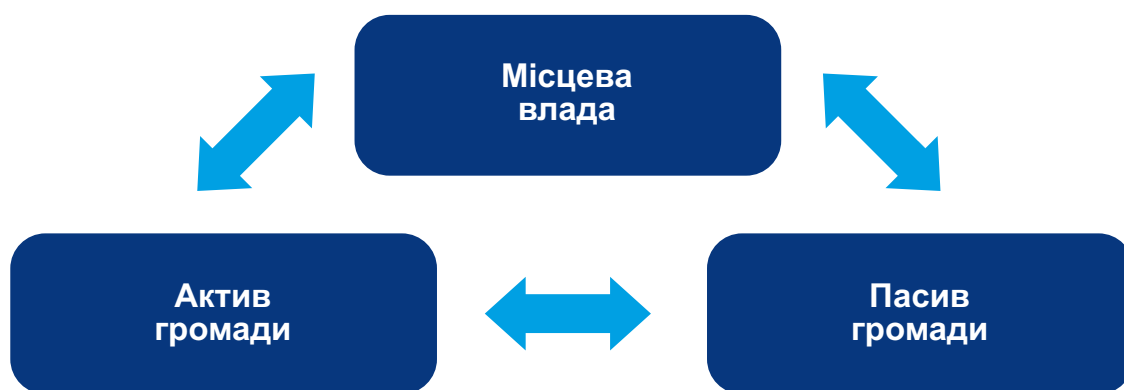 Місцева
влада
Актив
громади
Пасив
громади